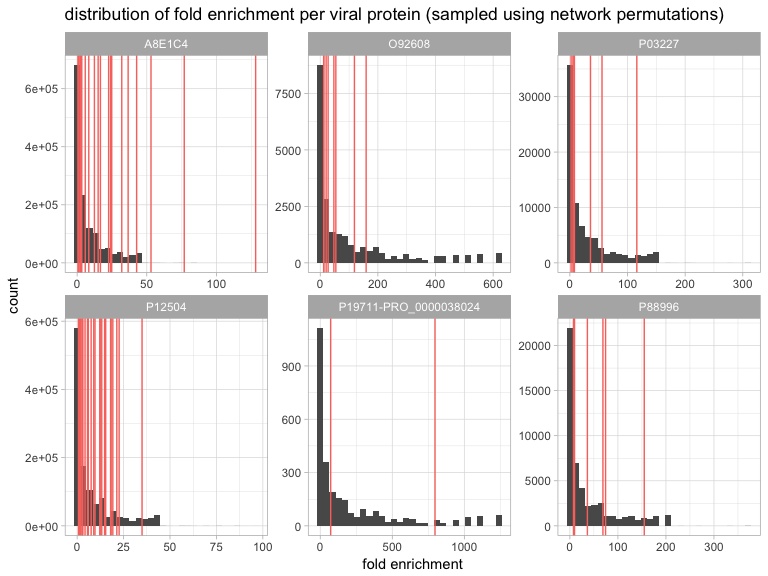 distribution of fold enrichment per viral protein (sampled using network permutations)
A8E1C4
O92608
P03227
6e+05
4e+05
2e+05
0e+00
0 50 100
7500
5000
2500
0
0 200 400 600
30000
20000
10000
0
0 100 200 300
count
P12504
P19711-PRO_0000038024
P88996
6e+05
4e+05
2e+05
0e+00
0 25 50 75 100
900
600
300
0
0 500 1000
20000
15000
10000
5000
0
0 100 200 300
fold enrichment